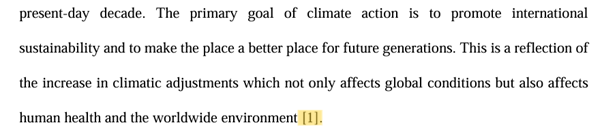 present-day decade. The primary goal of climate action is to promote international
sustainability and to make the place a better place for future generations. This is a reflection of
the increase in climatic adjustments which not only affects global conditions but also affects
human health and the worldwide environment [1].